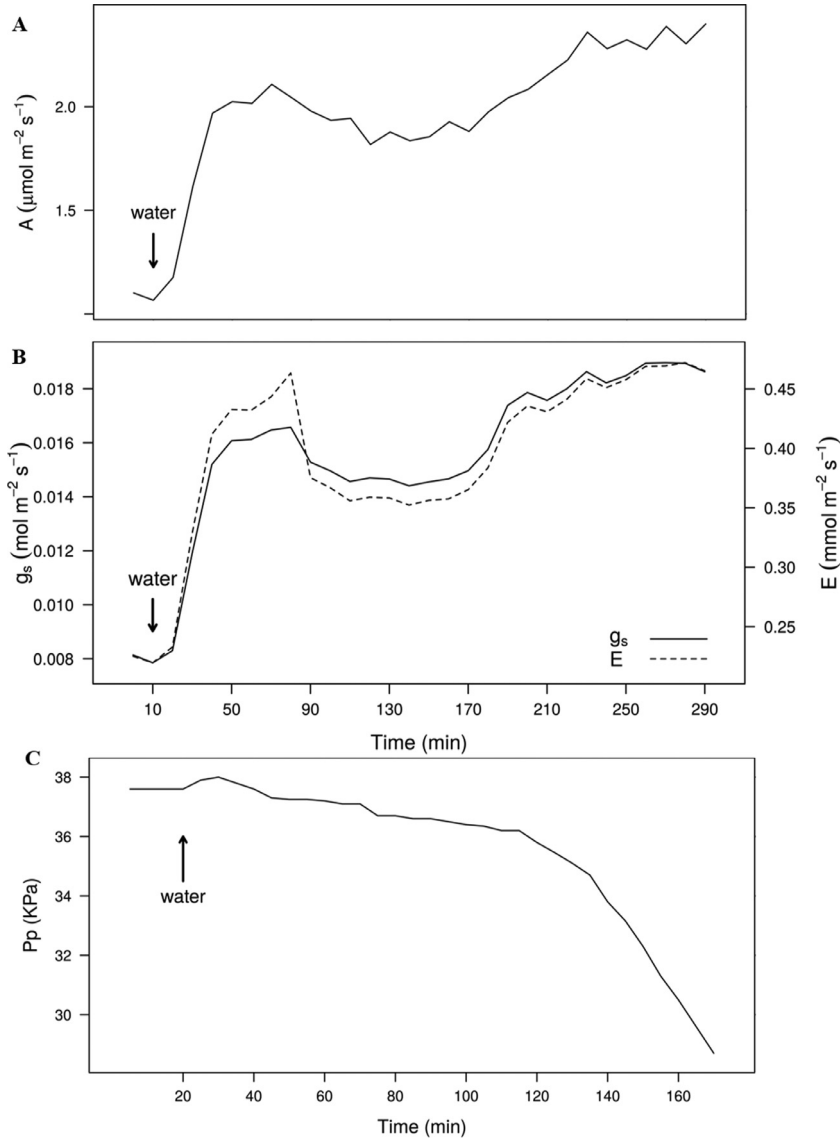 A
A (μmol m⁻² s⁻¹)
2.0
1.5
water
B
gₛ (mol m⁻² s⁻¹)
0.018
0.016
0.014
0.012
0.010
0.008
water
0.45
0.40
0.35
0.30
0.25
E (mmol m⁻² s⁻¹)
gₛ
E
10 50 90 130 170 210 250 290
Time (min)
C
Pp (KPa)
38
36
34
32
30
water
20 40 60 80 100 120 140 160
Time (min)